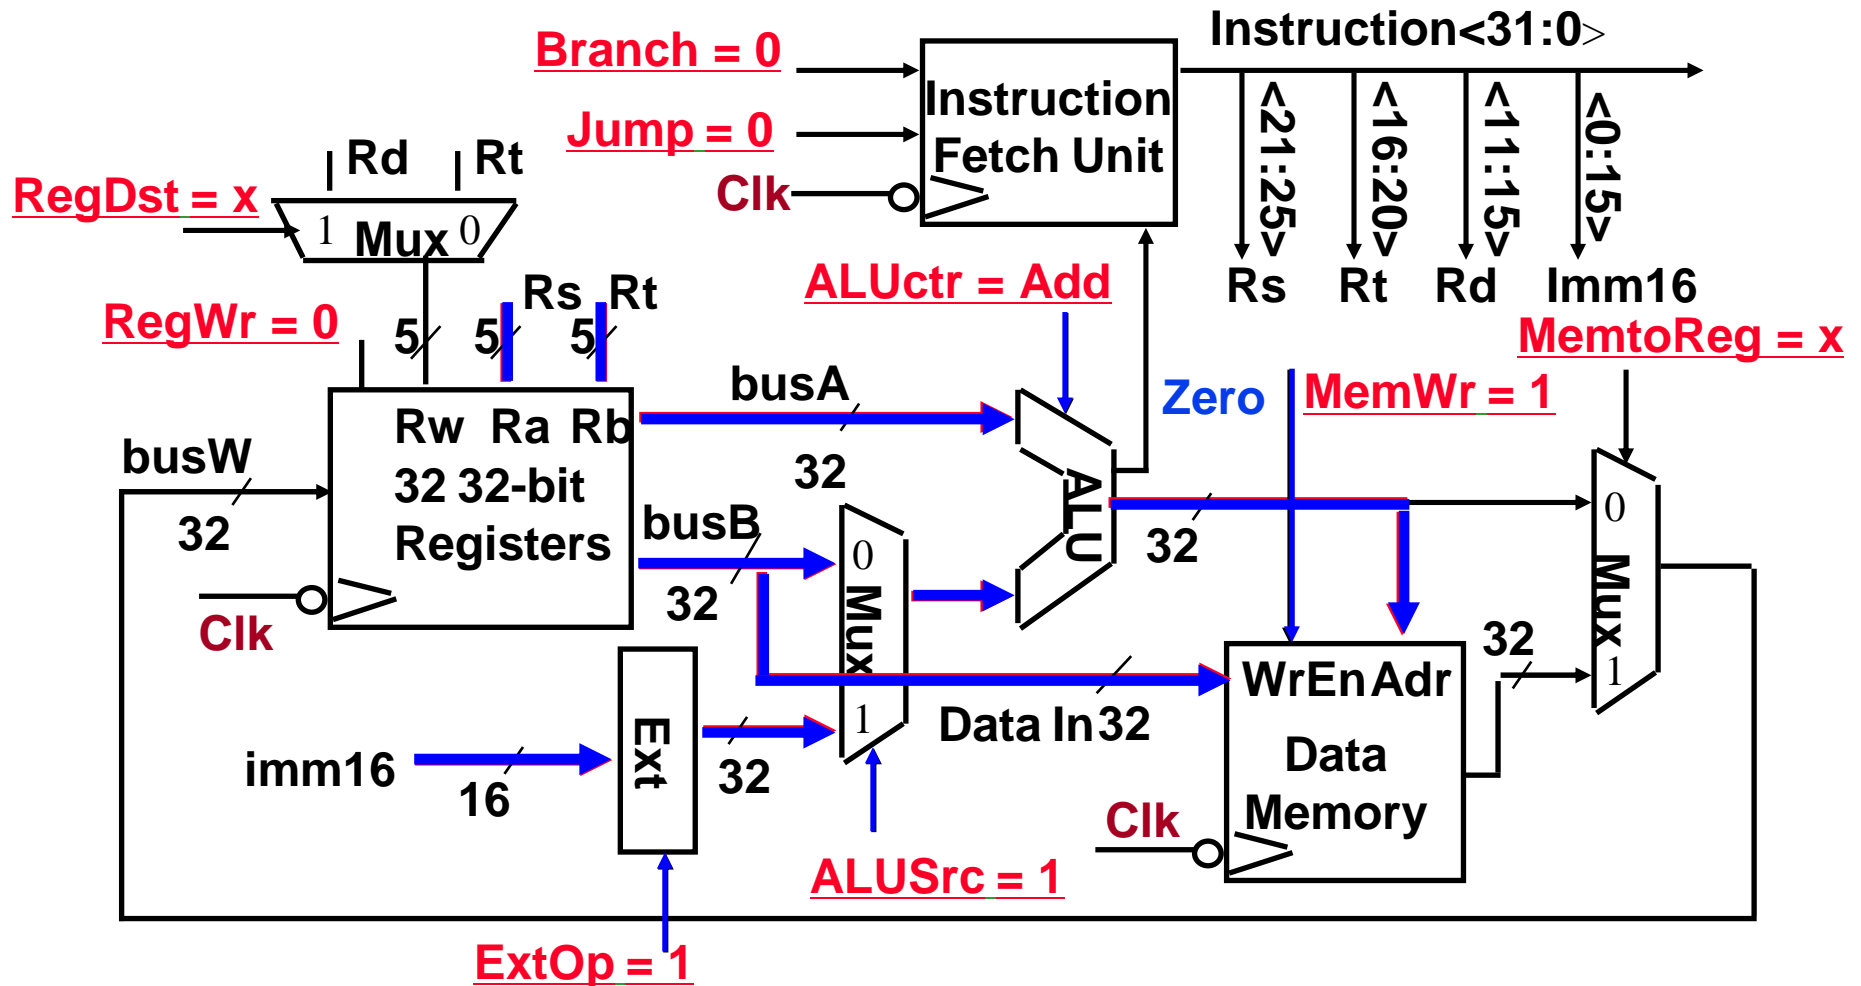 Instruction<31:0>
Branch = 0
Instruction
Fetch Unit
Jump = 0
Clk
<21:25>
<16:20>
<11:15>
<0:15>
Rs
Rt
Rd
Imm16
Rd
Rt
RegDst = x
1
Mux
0
RegWr = 0
5
5
Rs
5
Rt
ALUctr = Add
MemtoReg = x
busA
Zero
MemWr = 1
Rw
Ra
Rb
32 32-bit
Registers
busW
32
32
busB
32
Clk
ALU
32
0
Mux
1
0
Mux
1
32
WrEn
Adr
Data In
32
Data
Memory
Clk
imm16
16
Ext
32
ALUSrc = 1
ExtOp = 1